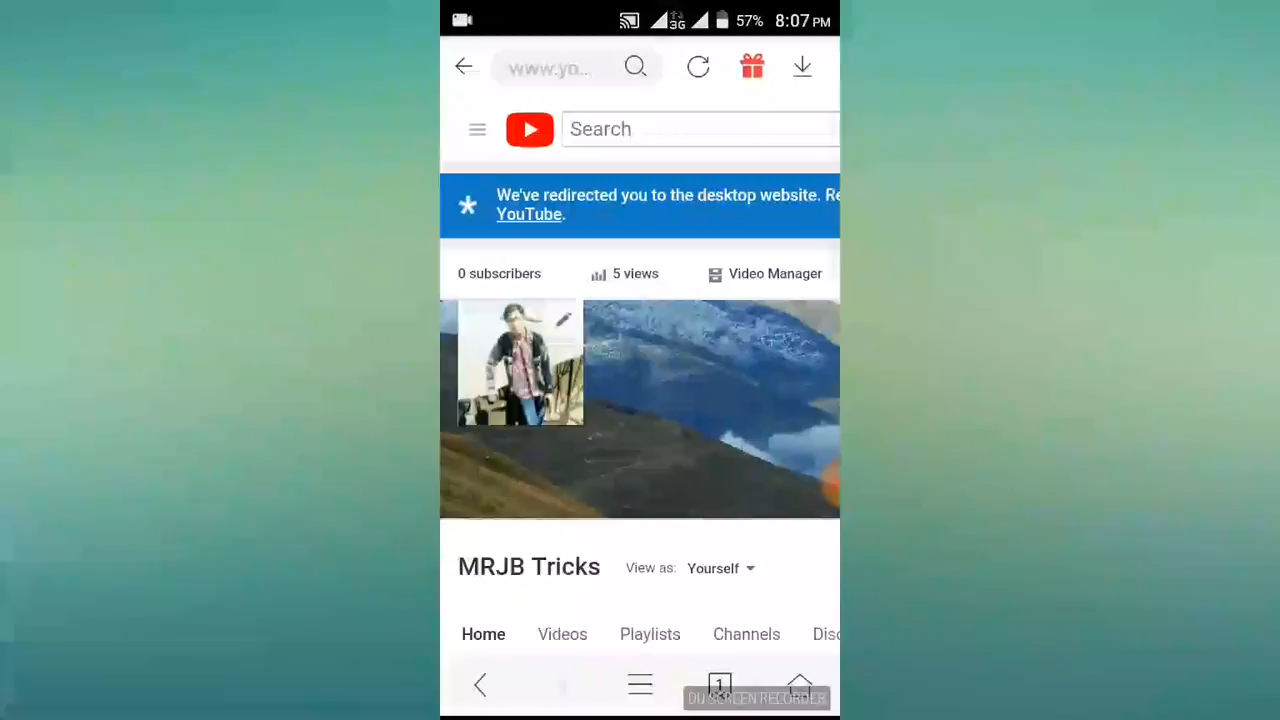 3G 57% 8:07 PM
www.yo...
Search
We've redirected you to the desktop website. Re
YouTube.
0 subscribers 5 views Video Manager
MRJB Tricks View as: Yourself
Home Videos Playlists Channels Disc
1
DU SCREEN RECORDER